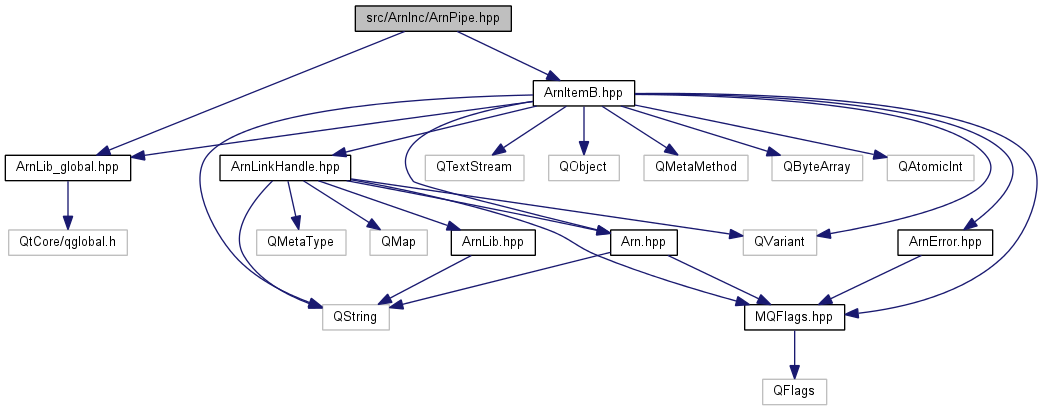 src/ArnInc/ArnPipe.hpp
ArnItemB.hpp
ArnLib_global.hpp
ArnLinkHandle.hpp
QTextStream
QObject
QMetaMethod
QByteArray
QAtomicInt
QtCore/qglobal.h
QMetaType
QMap
ArnLib.hpp
Arn.hpp
QVariant
ArnError.hpp
QString
MQFlags.hpp
QFlags